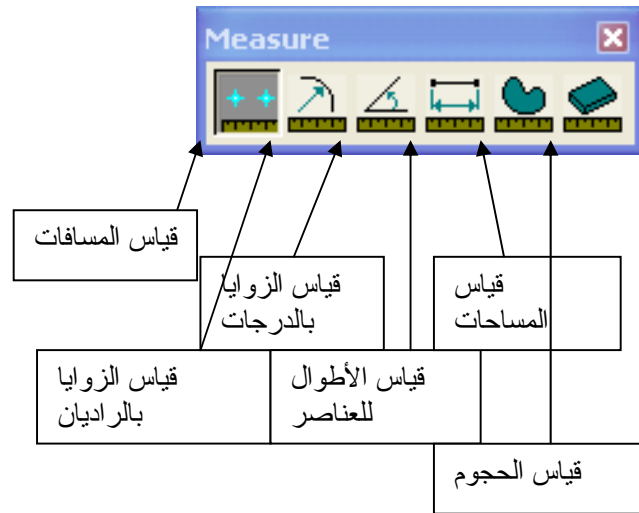 Measure
قياس المسافات
قياس الزوايا
بالدرجات
قياس
المساحات
قياس الزوايا
بالراديان
قياس الأطوال
للعناصر
قياس الحجوم